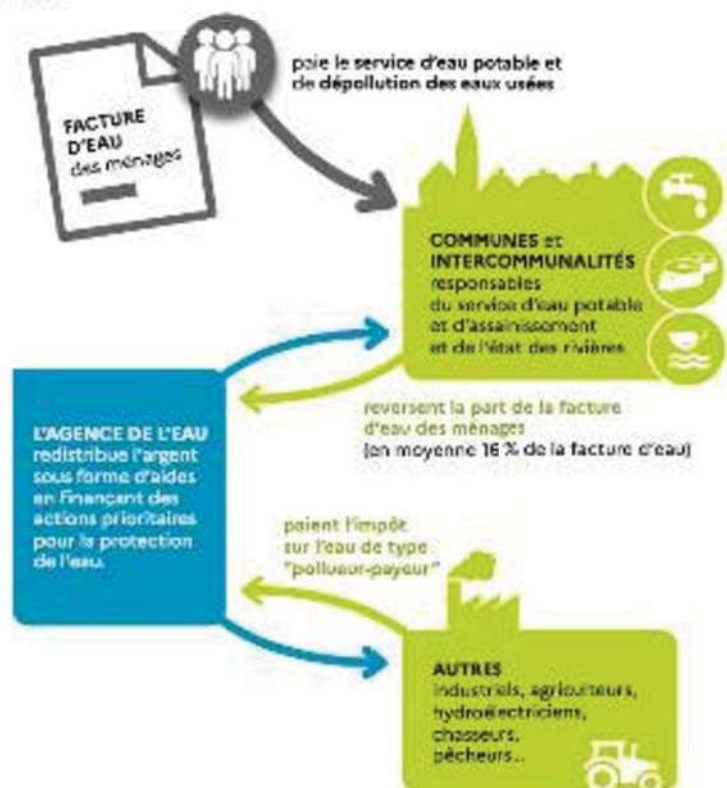 FACTURE
D'EAU
des ménages
paie le service d'eau potable et
de dépollution des eaux usées
COMMUNES et
INTERCOMMUNALITÉS
responsables
du service d'eau potable
et d'assainissement
et de l'état des rivières
reversent la part de la facture
d'eau des ménages
(en moyenne 16 % de la facture d'eau)
L'AGENCE DE L'EAU
redistribue l'argent
sous forme d'aides
en finançant des
actions prioritaires
pour la protection
de l'eau.
paient l'impôt
sur l'eau de type
"pollueur-payeur"
AUTRES
industriels, agriculteurs,
hydroélectriciens,
chasseurs,
pêcheurs...